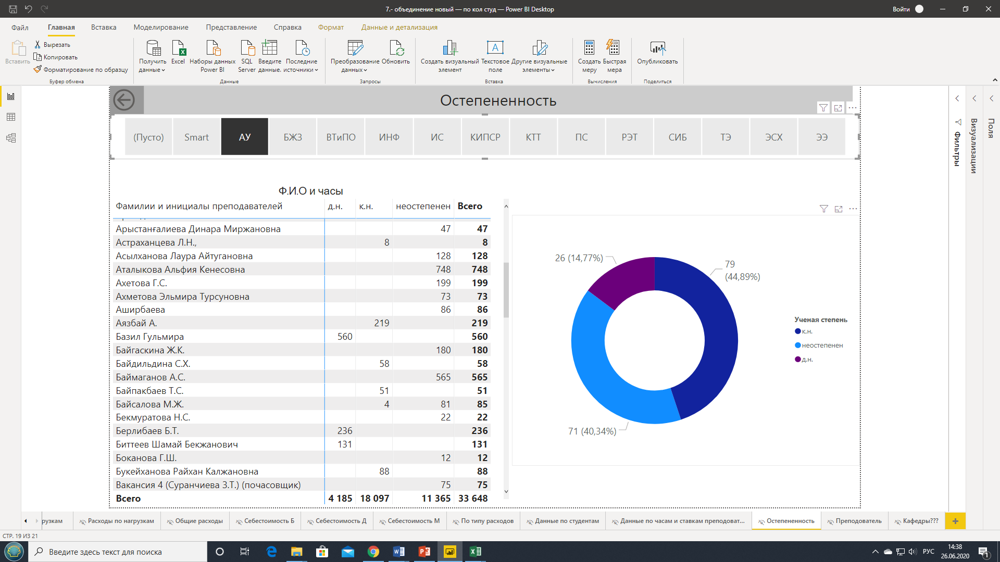 7.- объединение новый — по кол студ — Power BI Desktop
Войти
Файл
Главная
Вставка
Моделирование
Представление
Справка
Формат
Данные и детализация
Вставить
Вырезать
Копировать
Форматирование по образцу
Буфер обмена
Получить данные
Excel
Наборы данных Power BI
SQL Server
Введите данные.
Последние источники
Данные
Преобразование данных
Обновить
Запросы
Создать визуальный элемент
Текстовое поле
Другие визуальные элементы
Вставка
Создать меру
Быстрая мера
Вычисления
Опубликовать
Поделиться
Остепененность
(Пусто) Smart АУ БЖЗ ВТиПО ИНФ ИС КИПСР КТТ ПС РЭТ СИБ ТЭ ЭСХ ЭЭ
Фильтры
Визуализации
Поля
Ф.И.О и часы
Фамилии и инициалы преподавателей д.н. к.н. неостепенен Всего
Арыстанғалиева Динара Миржановна 47 47
Астраханцева Л.Н., 8 8
Асылханова Лаура Айтугановна 128 128
Аталыкова Альфия Кенесовна 748 748
Ахетова Г.С. 199 199
Ахметова Эльмира Турсуновна 73 73
Аширбаева 86 86
Аязбай А. 219 219
Базил Гульмира 560 560
Байгаскина Ж.К. 180 180
Байдильдина С.Х. 58 58
Баймаганов А.С. 565 565
Байпакбаев Т.С. 51 51
Байсалова М.Ж. 4 81 85
Бекмуратова Н.С. 22 22
Берлибаев Б.Т. 236 236
Биттеев Шамай Бекжанович 131 131
Боканова Г.Ш. 12 12
Букейханова Райхан Калжановна 88 88
Вакансия 4 (Суранчиева З.Т.) (почасовщик) 75 75
Всего 4 185 18 097 11 365 33 648
26 (14,77%)
79
(44,89%)
71 (40,34%)
Ученая степень
к.н.
неостепенен
д.н.
рузкам
Расходы по нагрузкам
Общие расходы
Себестоимость Б
Себестоимость Д
Себестоимость М
По типу расходов
Данные по студентам
Данные по часам и ставкам преподават...
Остепененность
Преподователь
Кафедры???
СТР. 19 ИЗ 21
Введите здесь текст для поиска
РУС
14:38
26.06.2020
1